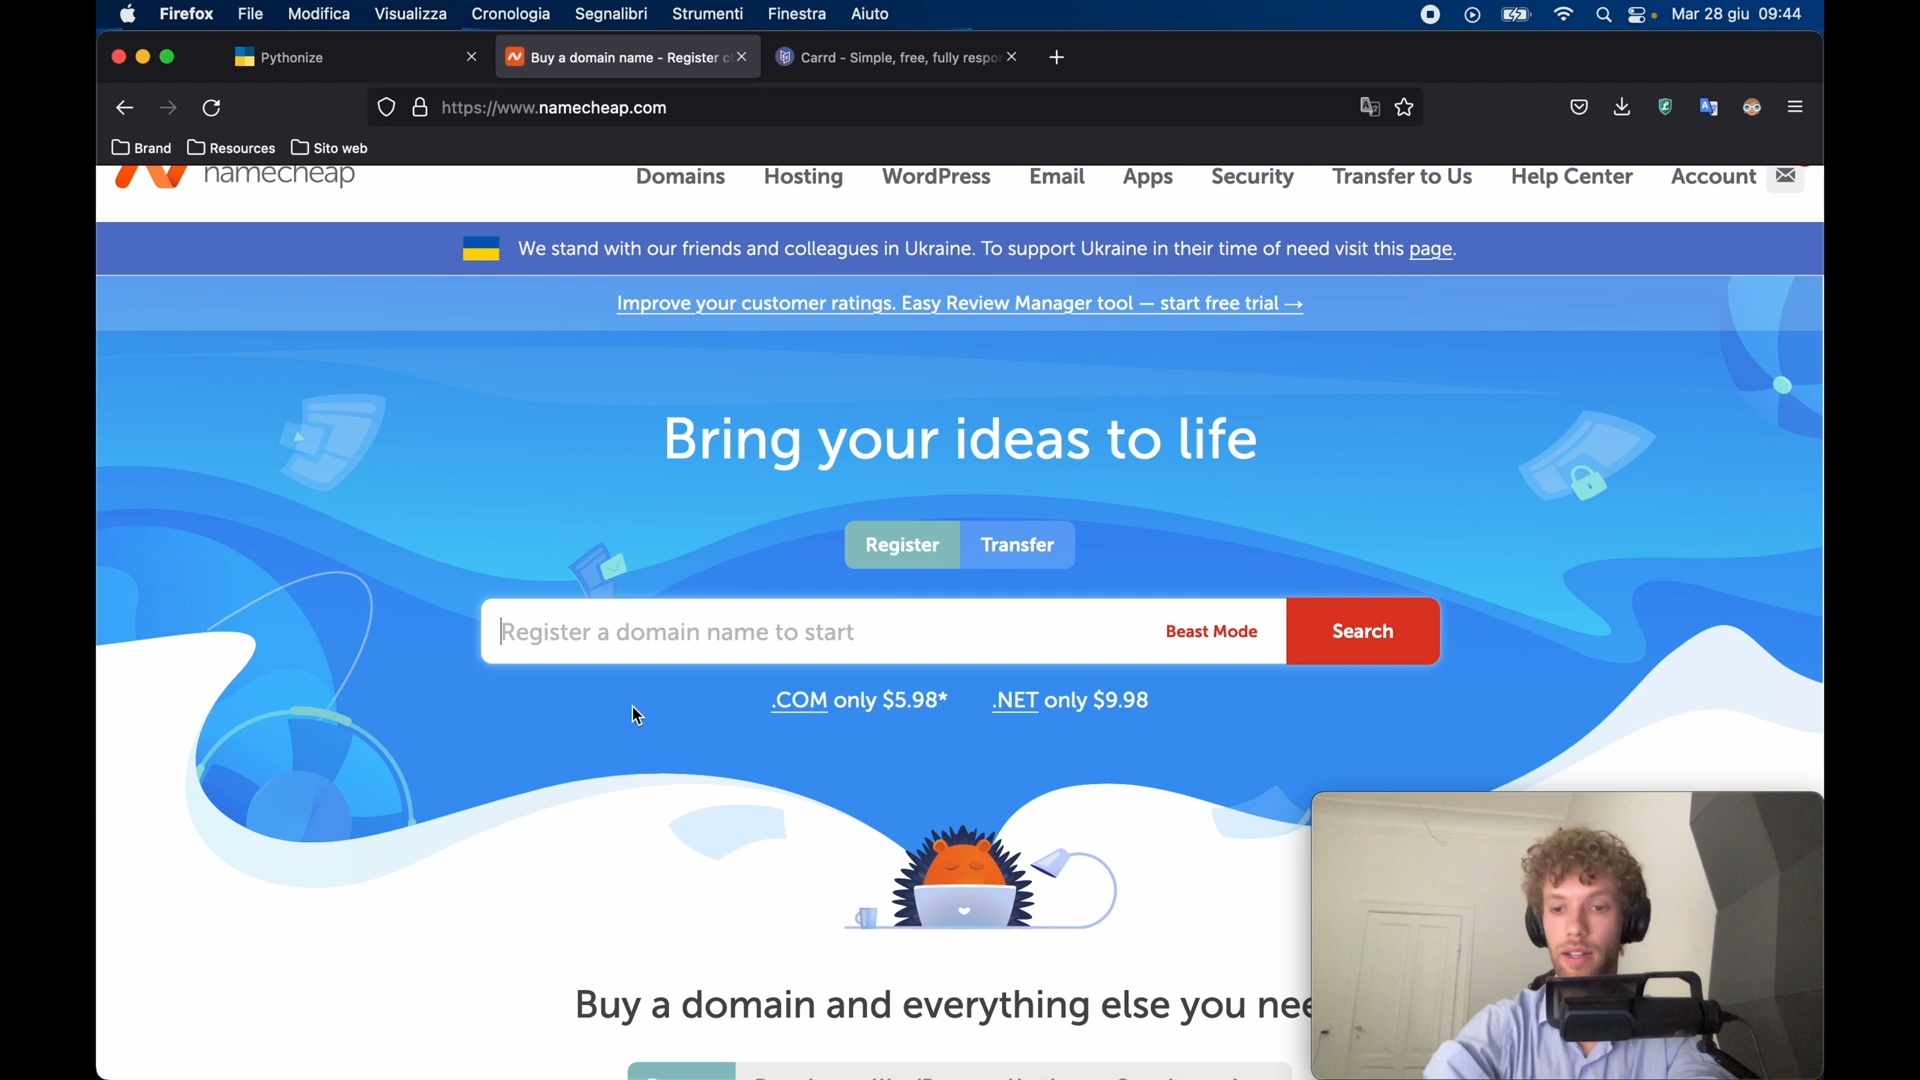 Firefox File Modifica Visualizza Cronologia Segnalibri Strumenti Finestra Aiuto Mar 28 giu 09:44
Pythonize Buy a domain name - Register Carrd - Simple, free, fully
https://www.namecheap.com
Brand Resources Sito web
namecheap Domains Hosting WordPress Email Apps Security Transfer to Us Help Center Account
We stand with our friends and colleagues in Ukraine. To support Ukraine in their time of need visit this page.
Improve your customer ratings. Easy Review Manager tool — start free trial →
Bring your ideas to life
Register Transfer
Register a domain name to start Beast Mode Search
.COM only $5.98* .NET only $9.98
Buy a domain and everything else you